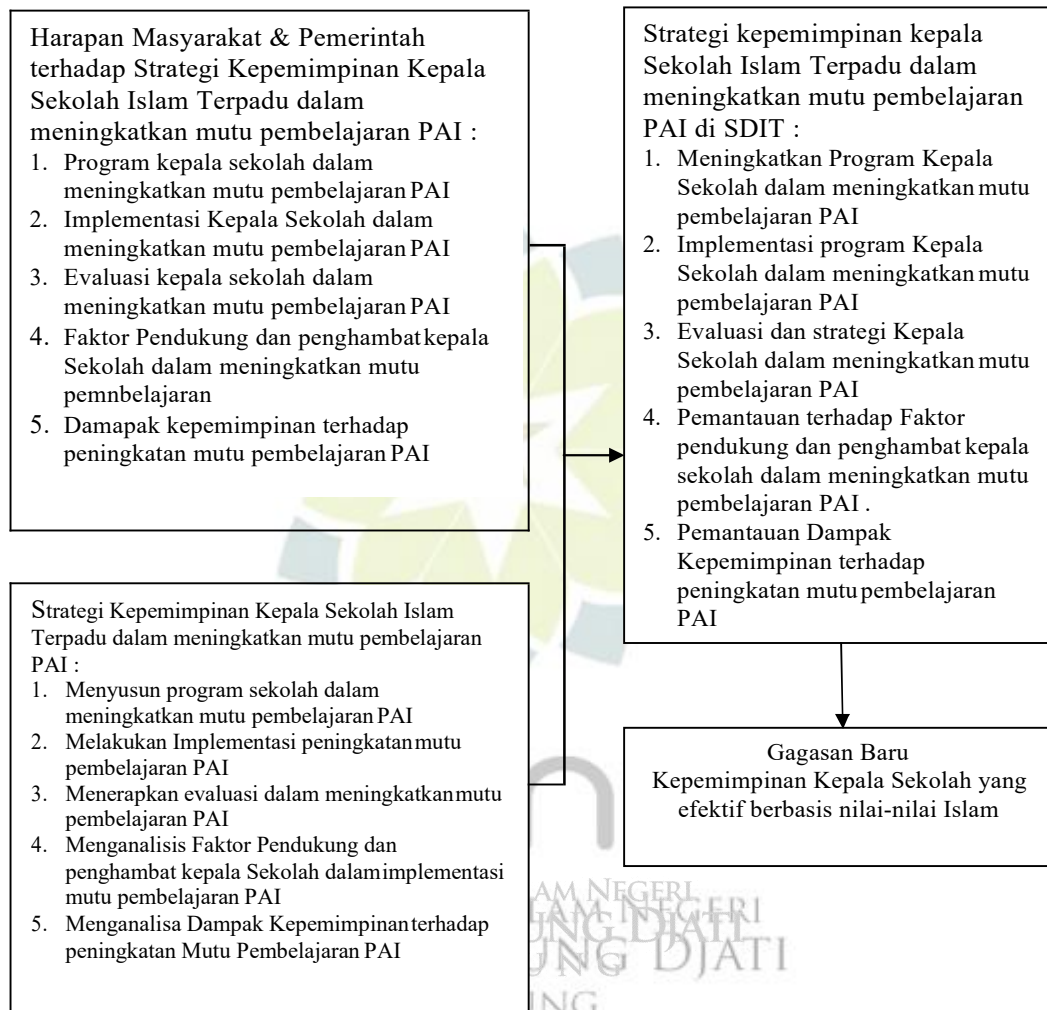 Harapan Masyarakat & Pemerintah
terhadap Strategi Kepemimpinan Kepala
Sekolah Islam Terpadu dalam
meningkatkan mutu pembelajaran PAI :
1. Program kepala sekolah dalam
meningkatkan mutu pembelajaran PAI
2. Implementasi Kepala Sekolah dalam
meningkatkan mutu pembelajaran PAI
3. Evaluasi kepala sekolah dalam
meningkatkan mutu pembelajaran PAI
4. Faktor Pendukung dan penghambat kepala
Sekolah dalam meningkatkan mutu
pemnbelajaran
5. Damapak kepemimpinan terhadap
peningkatan mutu pembelajaran PAI
Strategi Kepemimpinan Kepala Sekolah Islam
Terpadu dalam meningkatkan mutu pembelajaran
PAI :
1. Menyusun program sekolah dalam
meningkatkan mutu pembelajaran PAI
2. Melakukan Implementasi peningkatan mutu
pembelajaran PAI
3. Menerapkan evaluasi dalam meningkatkan mutu
pembelajaran PAI
4. Menganalisis Faktor Pendukung dan
penghambat kepala Sekolah dalam implementasi
mutu pembelajaran PAI
5. Menganalisa Dampak Kepemimpinan terhadap
peningkatan Mutu Pembelajaran PAI
Strategi kepemimpinan kepala
Sekolah Islam Terpadu dalam
meningkatkan mutu pembelajaran
PAI di SDIT :
1. Meningkatkan Program Kepala
Sekolah dalam meningkatkan mutu
pembelajaran PAI
2. Implementasi program Kepala
Sekolah dalam meningkatkan mutu
pembelajaran PAI
3. Evaluasi dan strategi Kepala
Sekolah dalam meningkatkan mutu
pembelajaran PAI
4. Pemantauan terhadap Faktor
pendukung dan penghambat kepala
sekolah dalam meningkatkan mutu
pembelajaran PAI .
5. Pemantauan Dampak
Kepemimpinan terhadap
peningkatan mutu pembelajaran
PAI
Gagasan Baru
Kepemimpinan Kepala Sekolah yang
efektif berbasis nilai-nilai Islam
AM NEGERI
DJATI